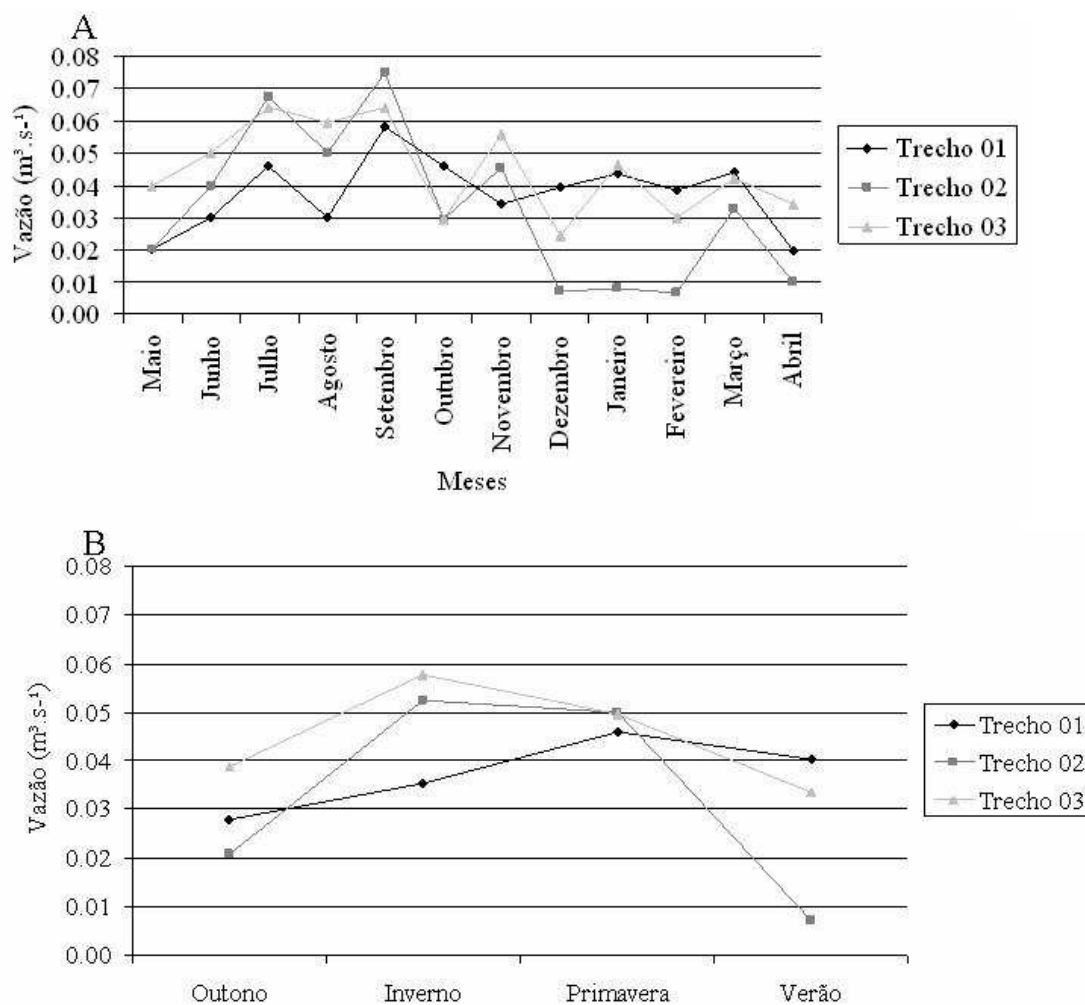 A
Vazão (m³.s-¹)
0.08
0.07
0.06
0.05
0.04
0.03
0.02
0.01
0.00
Maio
Junho
Julho
Agosto
Setembro
Outubro
Novembro
Dezembro
Janeiro
Fevereiro
Março
Abril
Meses
Trecho 01
Trecho 02
Trecho 03
B
Vazão (m³.s-¹)
0.08
0.07
0.06
0.05
0.04
0.03
0.02
0.01
0.00
Outono
Inverno
Primavera
Verão
Trecho 01
Trecho 02
Trecho 03